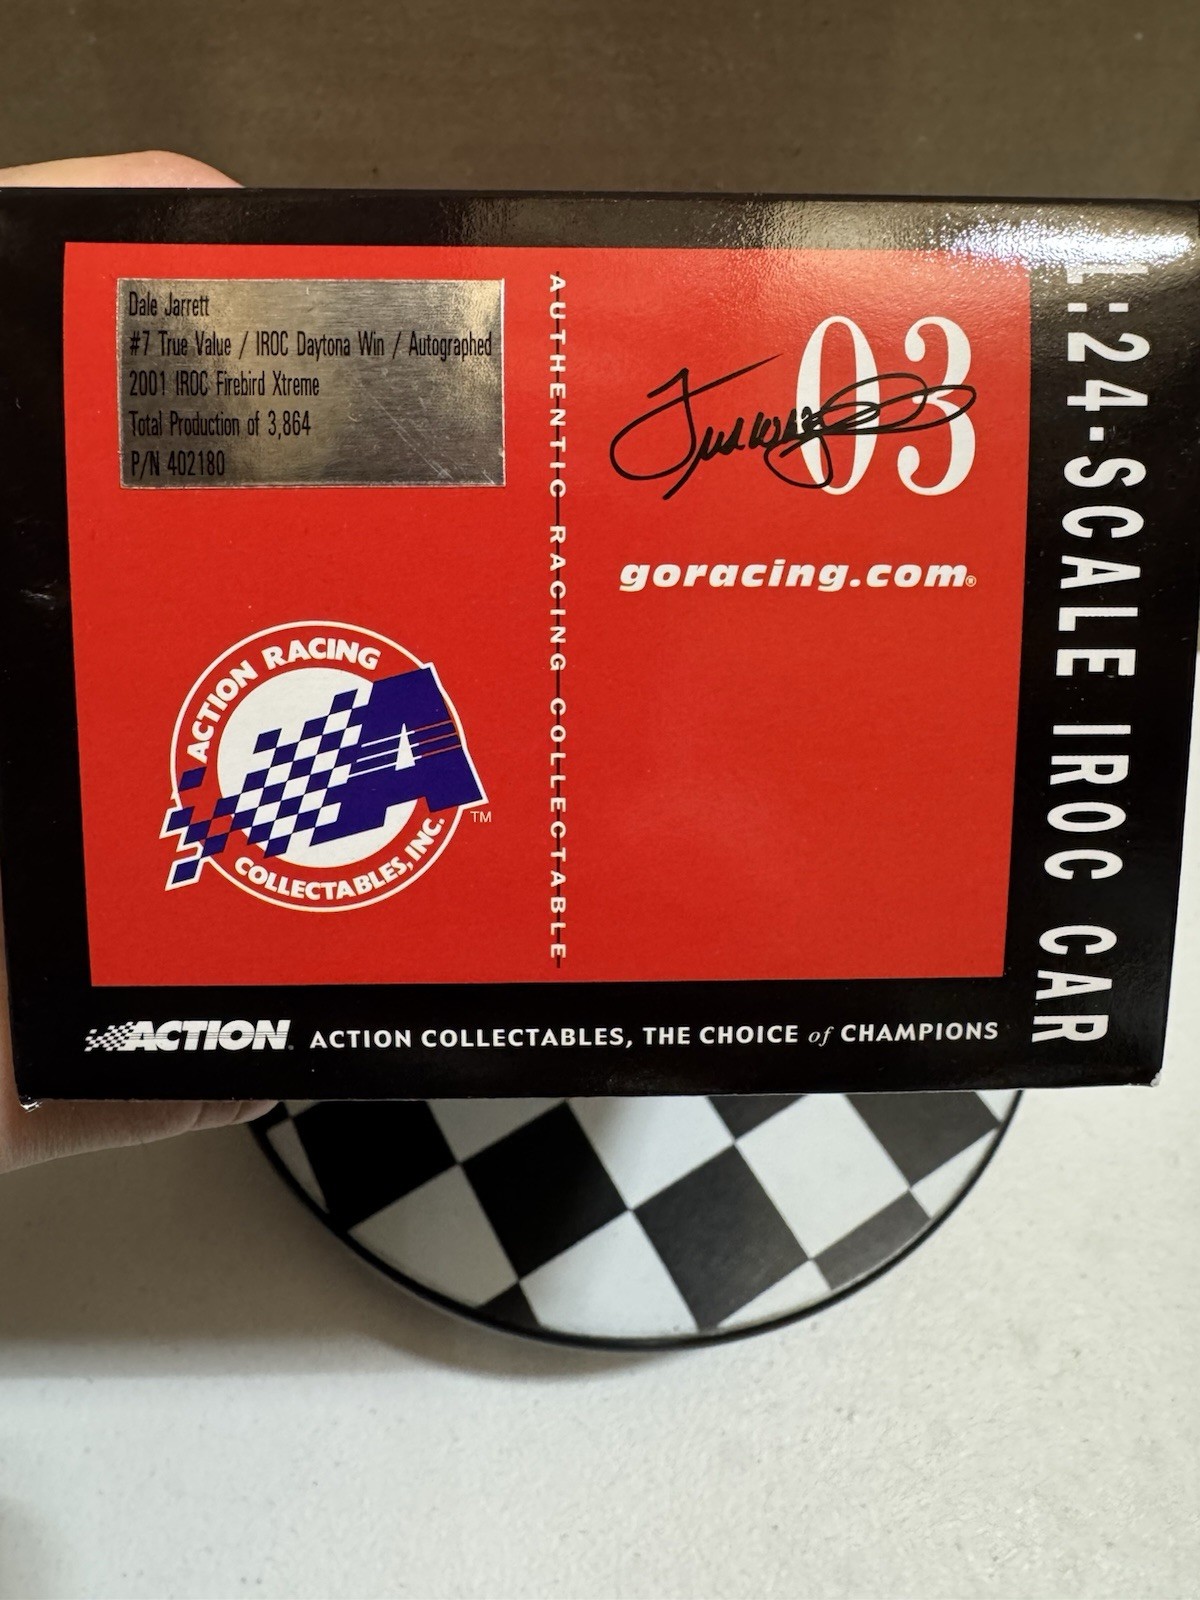 Dale Jarrett
#7 True Value / IROC Daytona Win / Autographed
2001 IROC Firebird Xtreme
Total Production of 3,864
P/N 402180
AUTHENTIC RACING COLLECTABLE
03
goracing.com®
ACTION RACING
COLLECTABLES, INC.
TM
1:24-SCALE IROC CAR
ACTION ACTION COLLECTABLES, THE CHOICE of CHAMPIONS